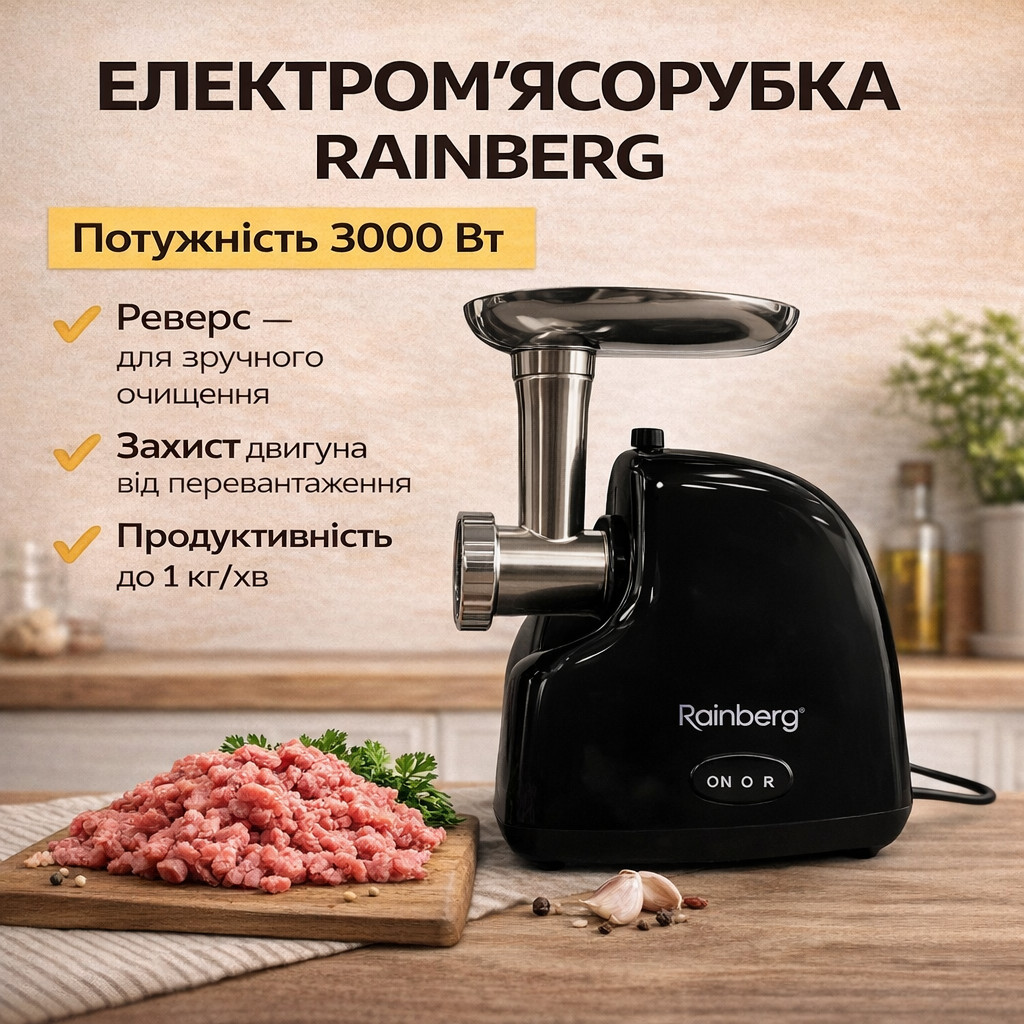 ЕЛЕКТРОМ’ЯСОРУБКА
RAINBERG
Потужність 3000 Вт
Реверс —
для зручного
очищення
Захист двигуна
від перевантаження
Продуктивність
до 1 кг/хв
Rainberg®
ON O R